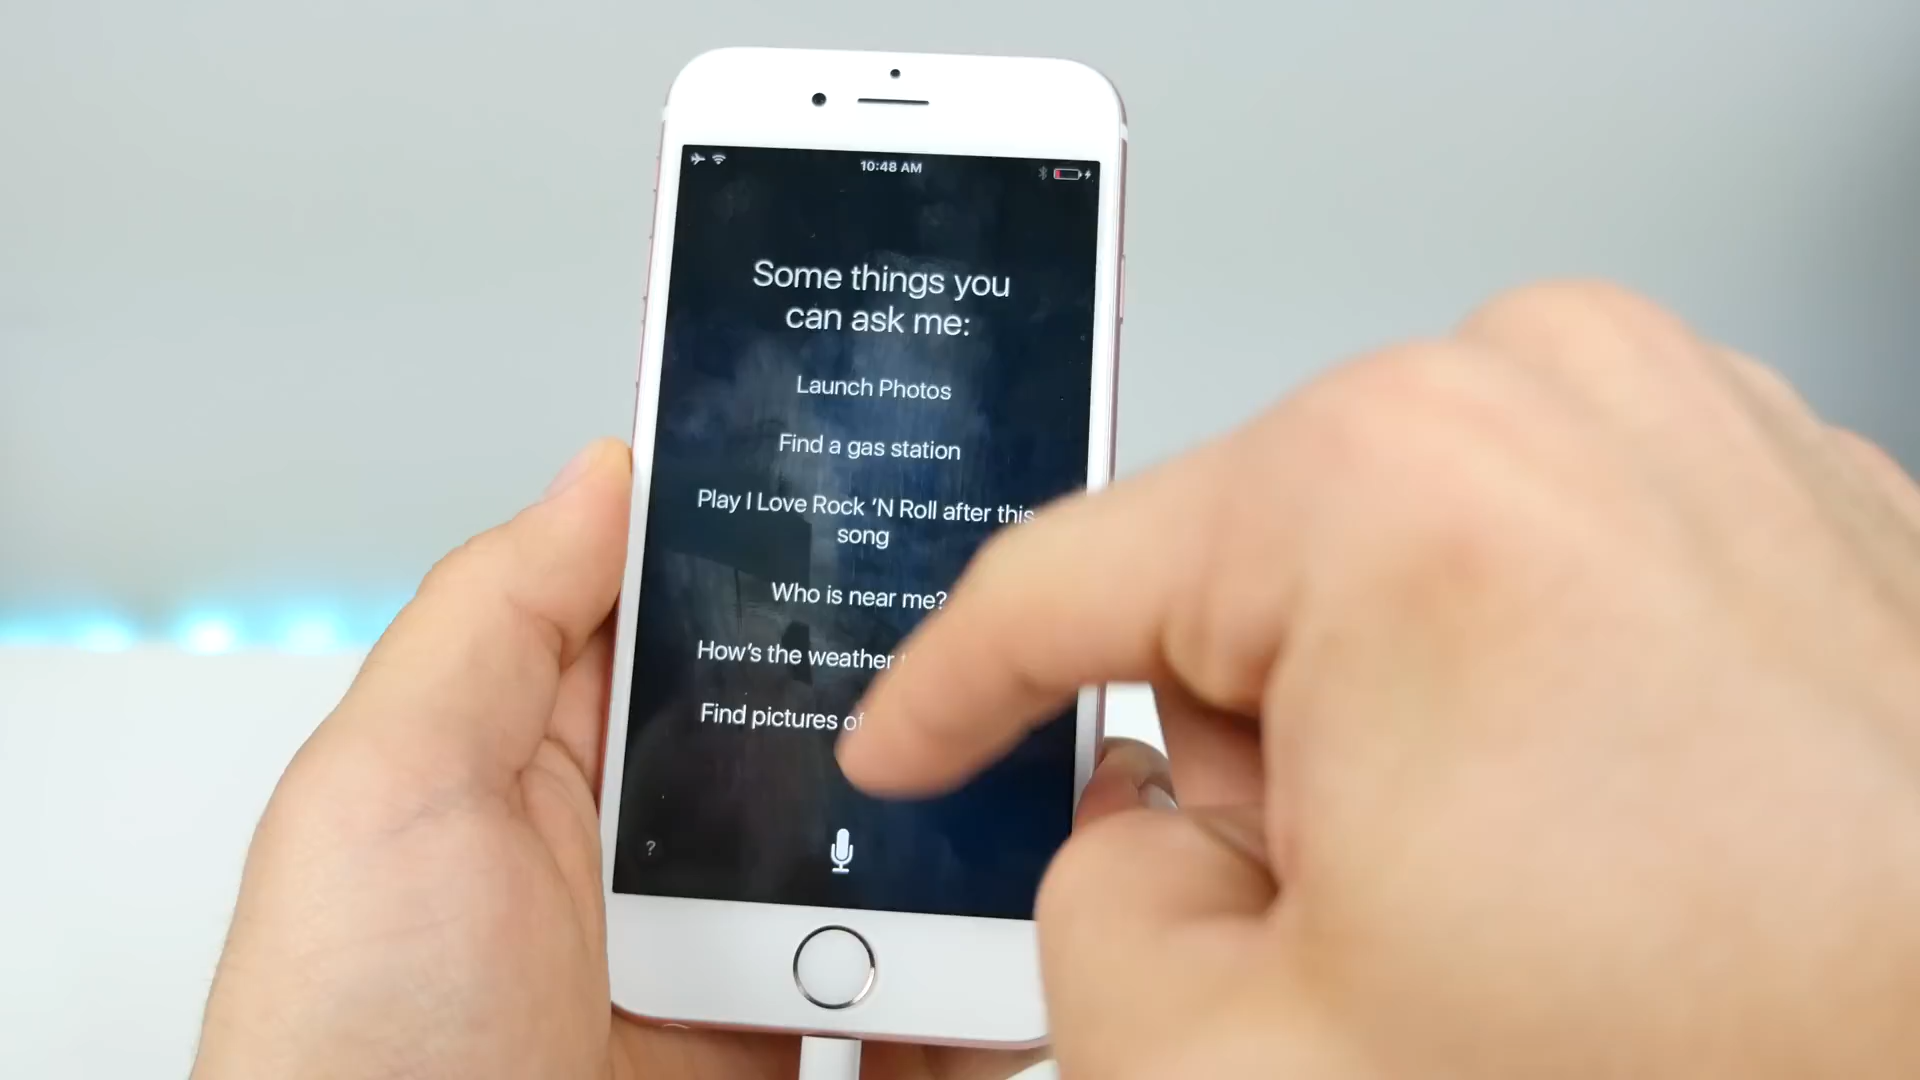 10:48 AM
Some things you
can ask me:
Launch Photos
Find a gas station
Play I Love Rock ‘N Roll after this
song
Who is near me?
How's the weather
Find pictures of
?